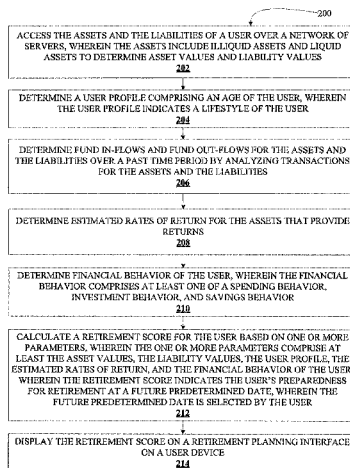 200
ACCESS THE ASSETS AND THE LIABILITIES OF A USER OVER A NETWORK OF
SERVERS, WHEREIN THE ASSETS INCLUDE ILLIQUID ASSETS AND LIQUID
ASSETS TO DETERMINE ASSET VALUES AND LIABILITY VALUES
202
DETERMINE A USER PROFILE COMPRISING AN AGE OF THE USER, WHEREIN
THE USER PROFILE INDICATES A LIFESTYLE OF THE USER
204
DETERMINE FUND IN-FLOWS AND FUND OUT-FLOWS FOR THE ASSETS AND
THE LIABILITIES OVER A PAST TIME PERIOD BY ANALYZING TRANSACTIONS
FOR THE ASSETS AND THE LIABILITIES
206
DETERMINE ESTIMATED RATES OF RETURN FOR THE ASSETS THAT PROVIDE
RETURNS
208
DETERMINE FINANCIAL BEHAVIOR OF THE USER, WHEREIN THE FINANCIAL
BEHAVIOR COMPRISES AT LEAST ONE OF A SPENDING BEHAVIOR,
INVESTMENT BEHAVIOR, AND SAVINGS BEHAVIOR
210
CALCULATE A RETIREMENT SCORE FOR THE USER BASED ON ONE OR MORE
PARAMETERS, WHEREIN THE ONE OR MORE PARAMETERS COMPRISE AT
LEAST THE ASSET VALUES, THE LIABILITY VALUES, THE USER PROFILE, THE
ESTIMATED RATES OF RETURN, AND THE FINANCIAL BEHAVIOR OF THE USER
WHEREIN THE RETIREMENT SCORE INDICATES THE USER'S PREPAREDNESS
FOR RETIREMENT AT A FUTURE PREDETERMINED DATE, WHEREIN THE
FUTURE PREDETERMINED DATE IS SELECTED BY THE USER
212
DISPLAY THE RETIREMENT SCORE ON A RETIREMENT PLANNING INTERFACE
ON A USER DEVICE
214